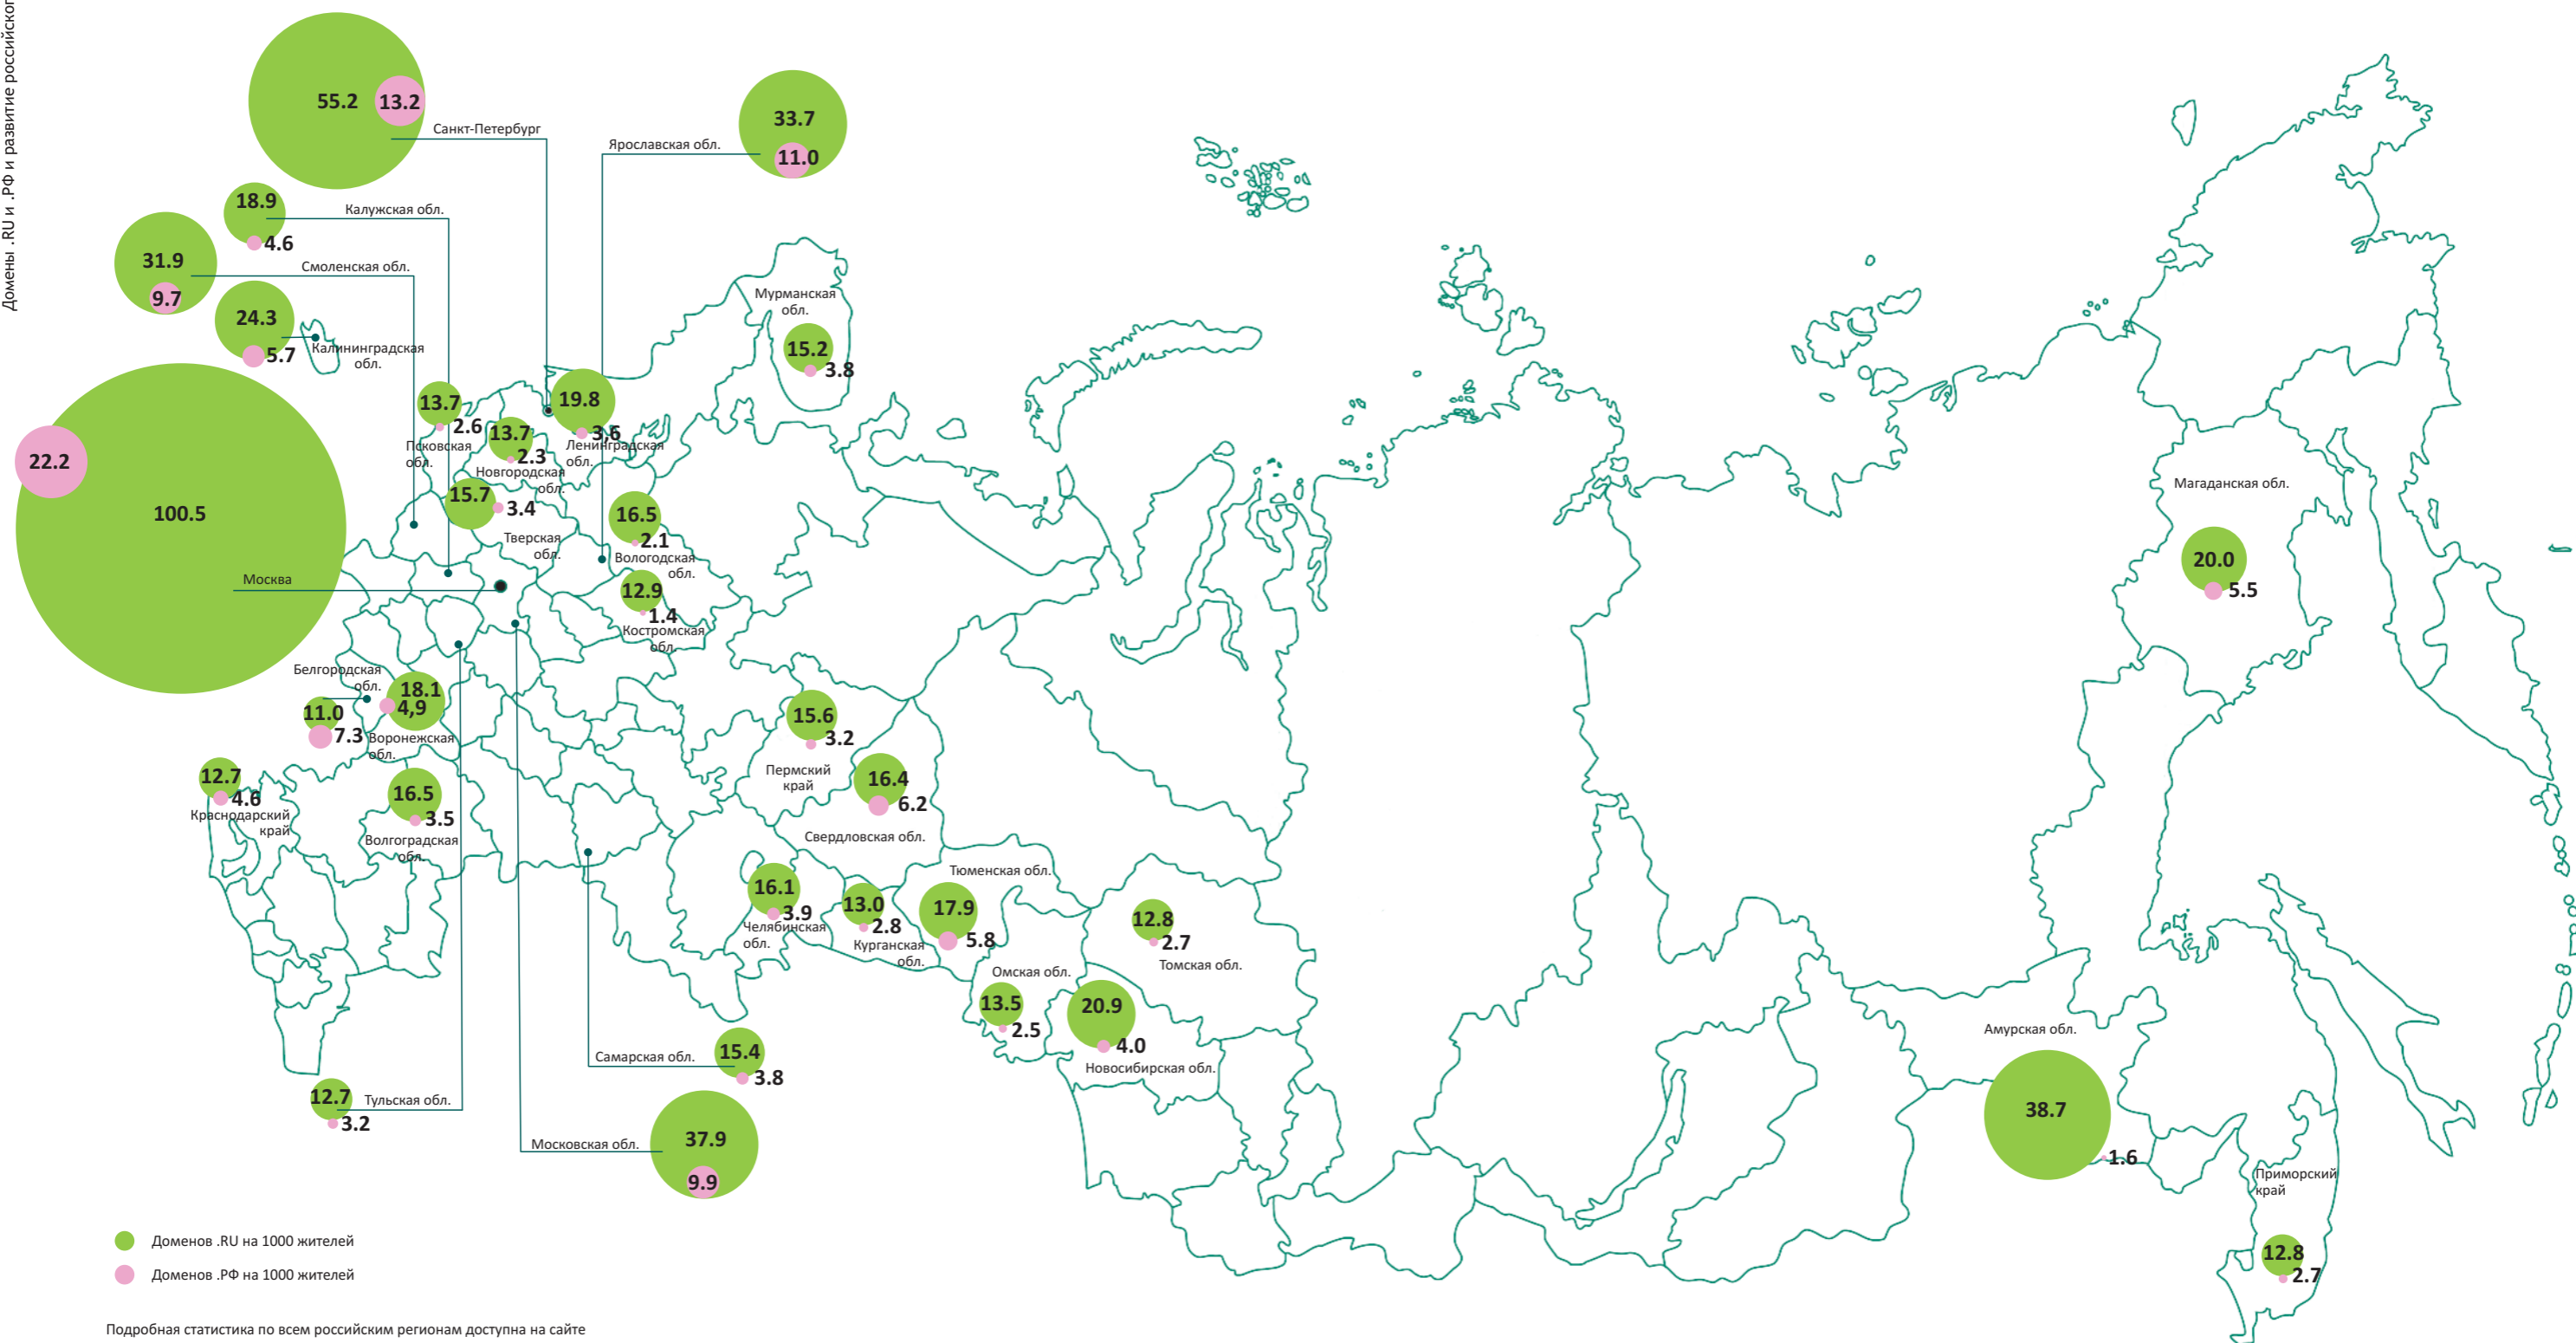 Домены .RU и .РФ и развитие российског
55.2
13.2
Санкт-Петербург
33.7
11.0
Ярославская обл.
18.9
4.6
Калужская обл.
31.9
9.7
Смоленская обл.
24.3
5.7
Калининградская
обл.
Мурманская
обл.
15.2
3.8
100.5
22.2
Москва
13.7
2.6
Псковская
обл.
13.7
2.3
Новгородская
обл.
19.8
3,6
Ленинградская
обл.
15.7
3.4
Тверская
обл.
16.5
2.1
Вологодская
обл.
12.9
1.4
Костромская
обл.
Магаданская обл.
20.0
5.5
Белгородская
обл.
11.0
7.3
18.1
4,9
Воронежская
обл.
15.6
3.2
Пермский
край
16.4
6.2
Свердловская обл.
12.7
4.6
Краснодарский
край
16.5
3.5
Волгоградская
обл.
16.1
3.9
Челябинская
обл.
13.0
2.8
Курганская
обл.
Тюменская обл.
17.9
5.8
12.8
2.7
Томская обл.
Омская обл.
13.5
2.5
20.9
4.0
Новосибирская обл.
Амурская обл.
38.7
1.6
Самарская обл.
15.4
3.8
12.7
3.2
Тульская обл.
Московская обл.
37.9
9.9
Приморский
край
12.8
2.7
Доменов .RU на 1000 жителей
Доменов .РФ на 1000 жителей
Подробная статистика по всем российским регионам доступна на сайте